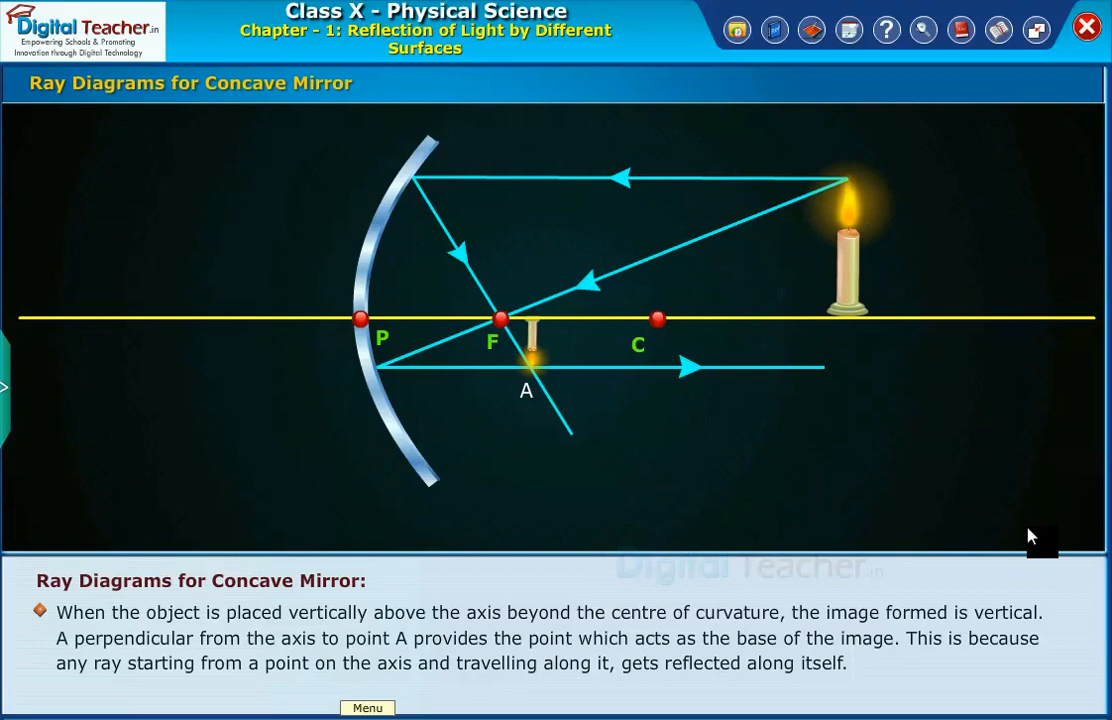 Digital Teacher.in
Empowering Schools & Promoting
Innovation through Digital Technology
Class X - Physical Science
Chapter - 1: Reflection of Light by Different
Surfaces
Ray Diagrams for Concave Mirror
P
F
C
A
Digital Teacher.in
Ray Diagrams for Concave Mirror:
When the object is placed vertically above the axis beyond the centre of curvature, the image formed is vertical.
A perpendicular from the axis to point A provides the point which acts as the base of the image. This is because
any ray starting from a point on the axis and travelling along it, gets reflected along itself.
Menu